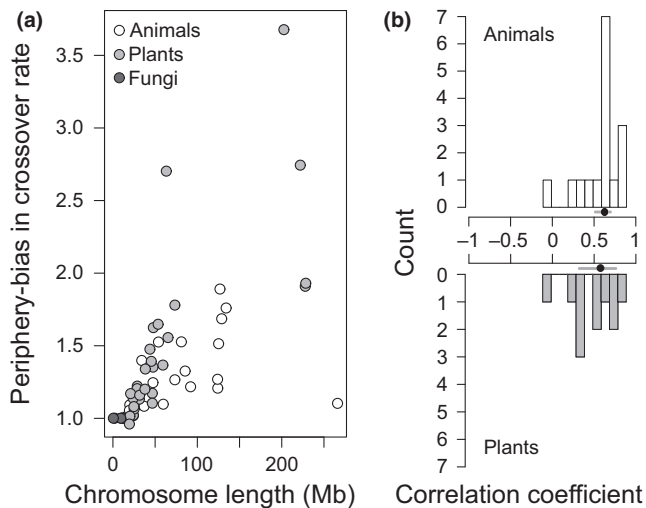 (a)
Animals
Plants
Fungi
3.5
3.0
2.5
2.0
1.5
1.0
Periphery-bias in crossover rate
0
100
200
Chromosome length (Mb)
(b)
Animals
7
6
5
4
3
2
1
0
–1 –0.5 0 0.5 1
Count
0
1
2
3
4
5
6
7
Plants
Correlation coefficient